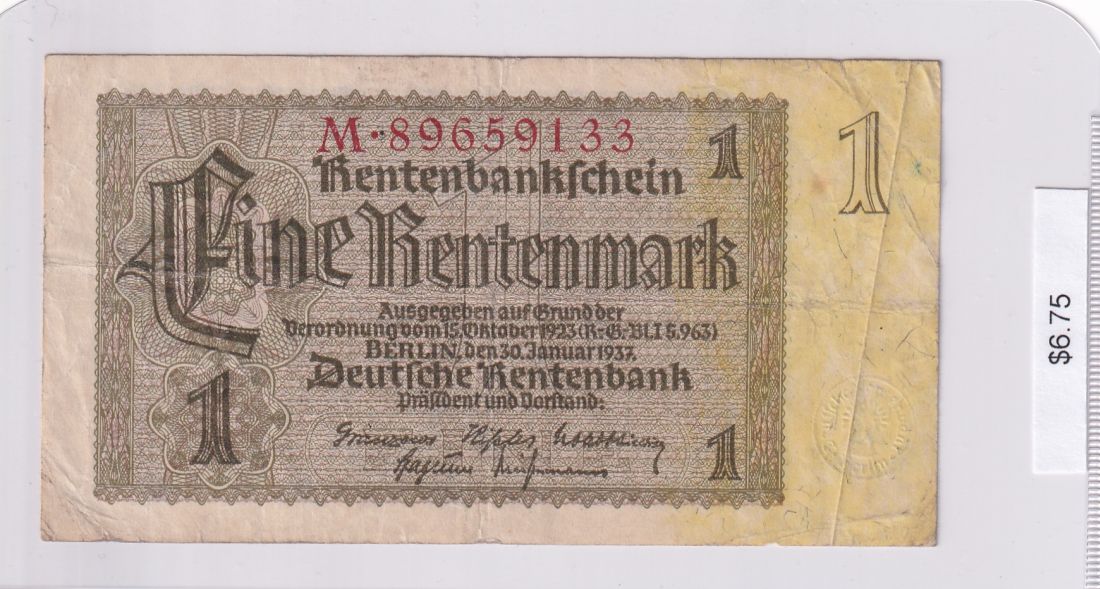 M·89659133
Rentenbankschein
1
1
Eine Rentenmark
Ausgegeben auf Grund der
Verordnung vom 15. Oktober 1923 (R.-G.-Bl. I S. 963)
BERLIN, den 30. Januar 1937.
Deutsche Rentenbank
Präsident und Vorstand:
1
1
$6.75